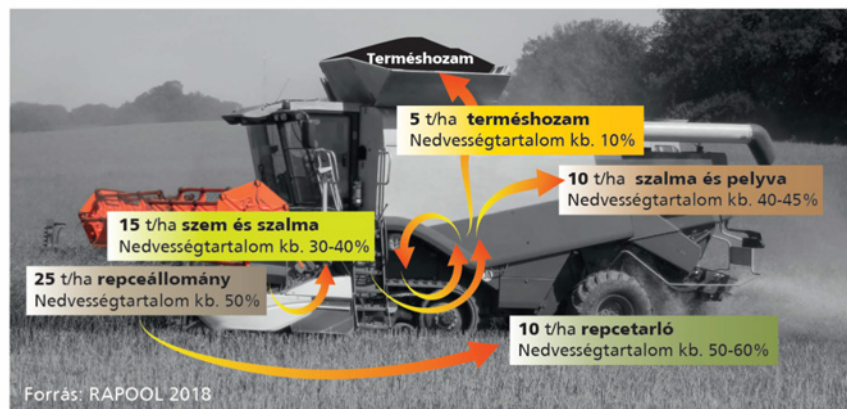 Terméshozam
5 t/ha terméshozam
Nedvességtartalom kb. 10%
10 t/ha szalma és pelyva
Nedvességtartalom kb. 40-45%
15 t/ha szem és szalma
Nedvességtartalom kb. 30-40%
25 t/ha repceállomány
Nedvességtartalom kb. 50%
10 t/ha repcetarló
Nedvességtartalom kb. 50-60%
Forrás: RAPOOL 2018